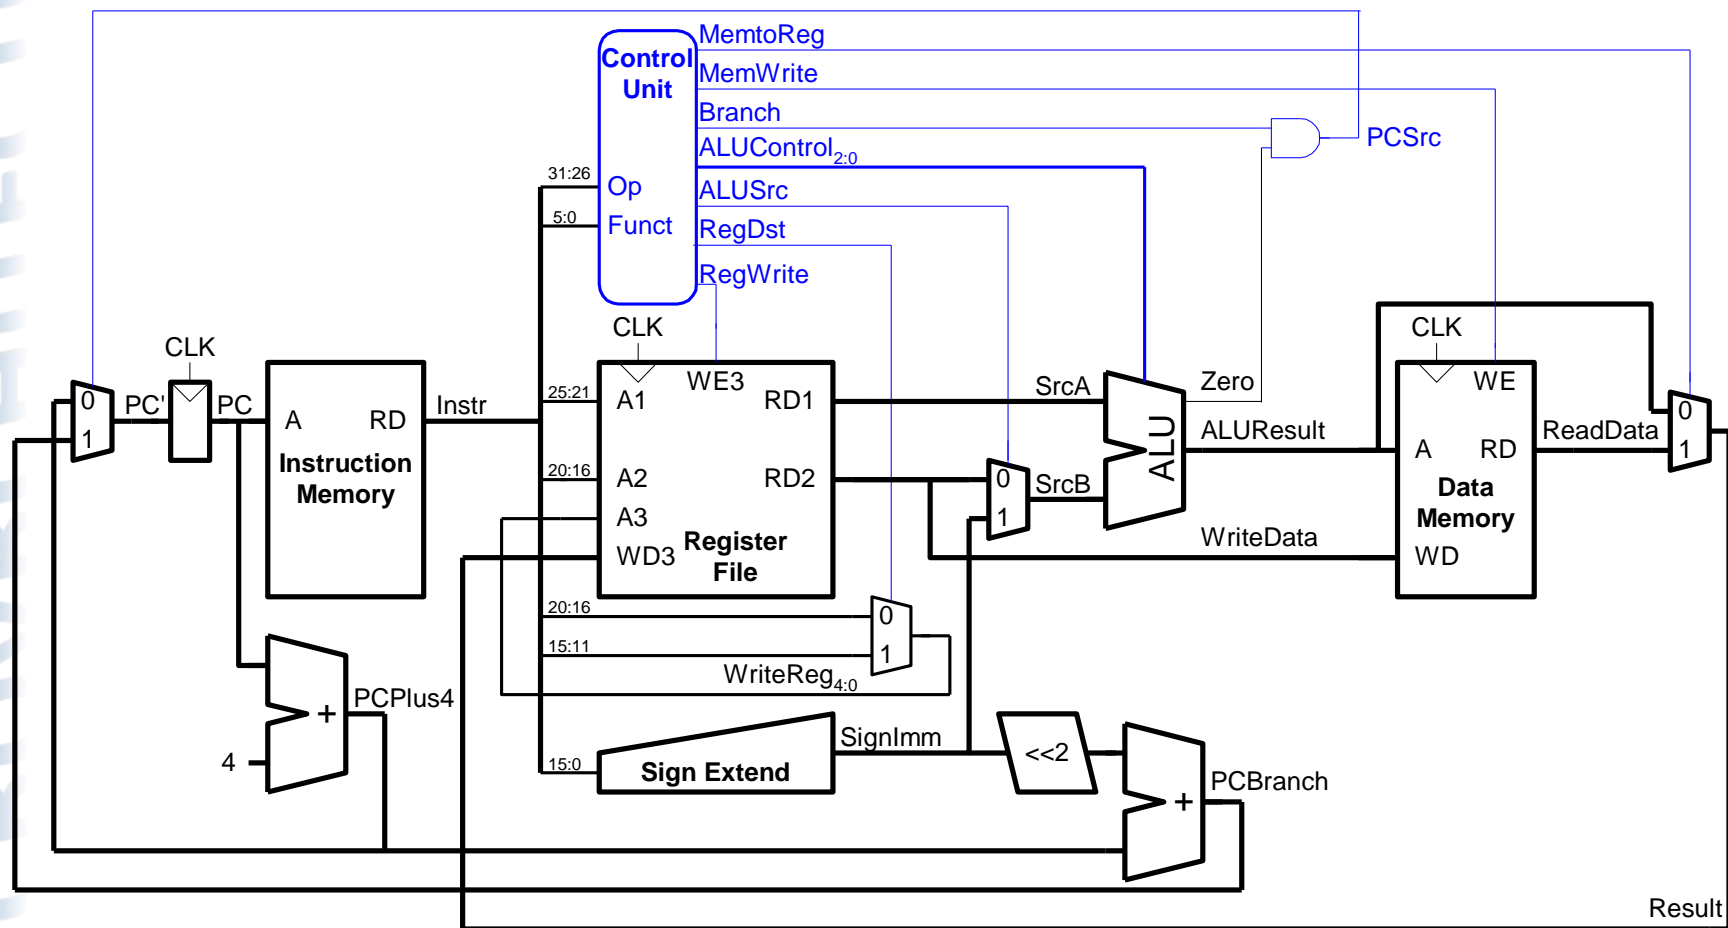 MemtoReg
Control
Unit
MemWrite
Branch
ALUControl2:0
PCSrc
31:26
Op
ALUSrc
5:0
Funct
RegDst
RegWrite
CLK
CLK
CLK
0
1
PC'
PC
A
RD
Instruction
Memory
Instr
25:21
A1
WE3
RD1
SrcA
Zero
WE
0
1
20:16
A2
RD2
0
1
SrcB
ALU
ALUResult
A
RD
ReadData
Data
Memory
A3
WD3
Register
File
WriteData
WD
20:16
0
15:11
1
WriteReg4:0
PCPlus4
+
4
SignImm
15:0
Sign Extend
<<2
+
PCBranch
Result